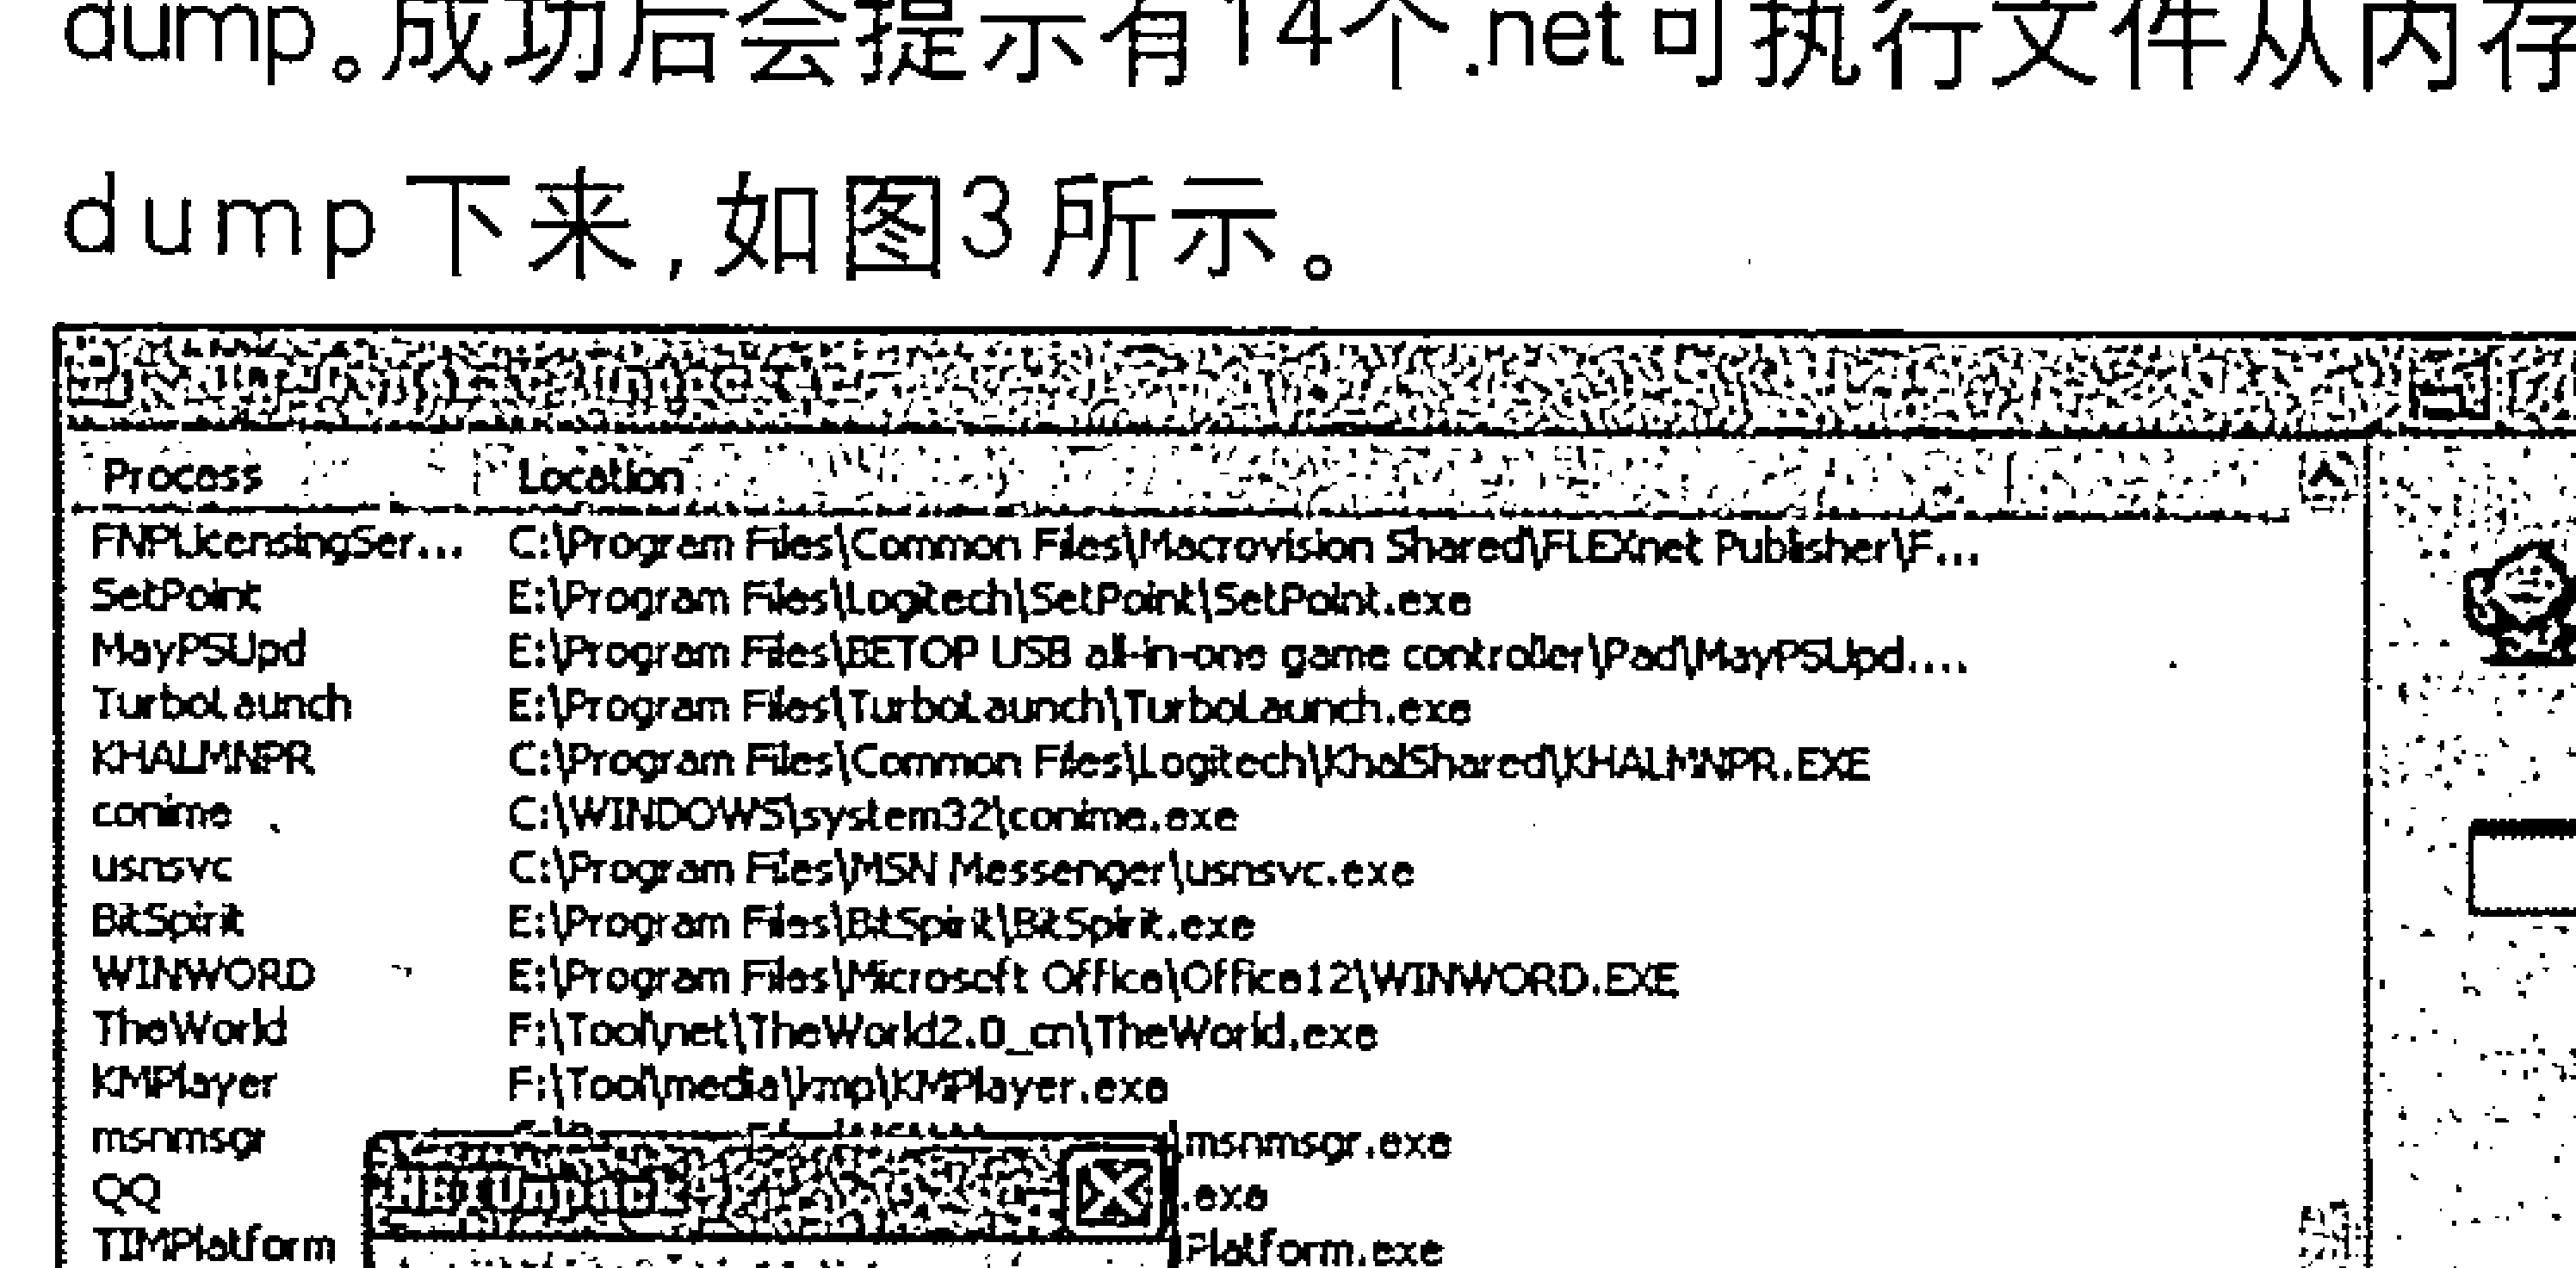 dump。成功后会提示有14个.net可执行文件从内存
dump下来,如图3所示。
Process Location
FNPLicensingSer... C:\Program Files\Common Files\Macrovision Shared\FLEXnet Publisher\F...
SetPoint E:\Program Files\Logitech\SetPoint\SetPoint.exe
MayPSUpd E:\Program Files\BETOP USB all-in-one game controller\Pad\MayPSUpd....
TurboLaunch E:\Program Files\TurboLaunch\TurboLaunch.exe
KHALMNPR C:\Program Files\Common Files\Logitech\KhalShared\KHALMNPR.EXE
conime C:\WINDOWS\system32\conime.exe
usnsvc C:\Program Files\MSN Messenger\usnsvc.exe
BitSpirit E:\Program Files\BitSpirit\BitSpirit.exe
WINWORD E:\Program Files\Microsoft Office\Office12\WINWORD.EXE
TheWorld F:\Tool\net\TheWorld2.0_cn\TheWorld.exe
KMPlayer F:\Tool\media\kmp\KMPlayer.exe
msnmsgr \msnmsgr.exe
.NETUnpack
QQ .exe
TIMPlatform Platform.exe